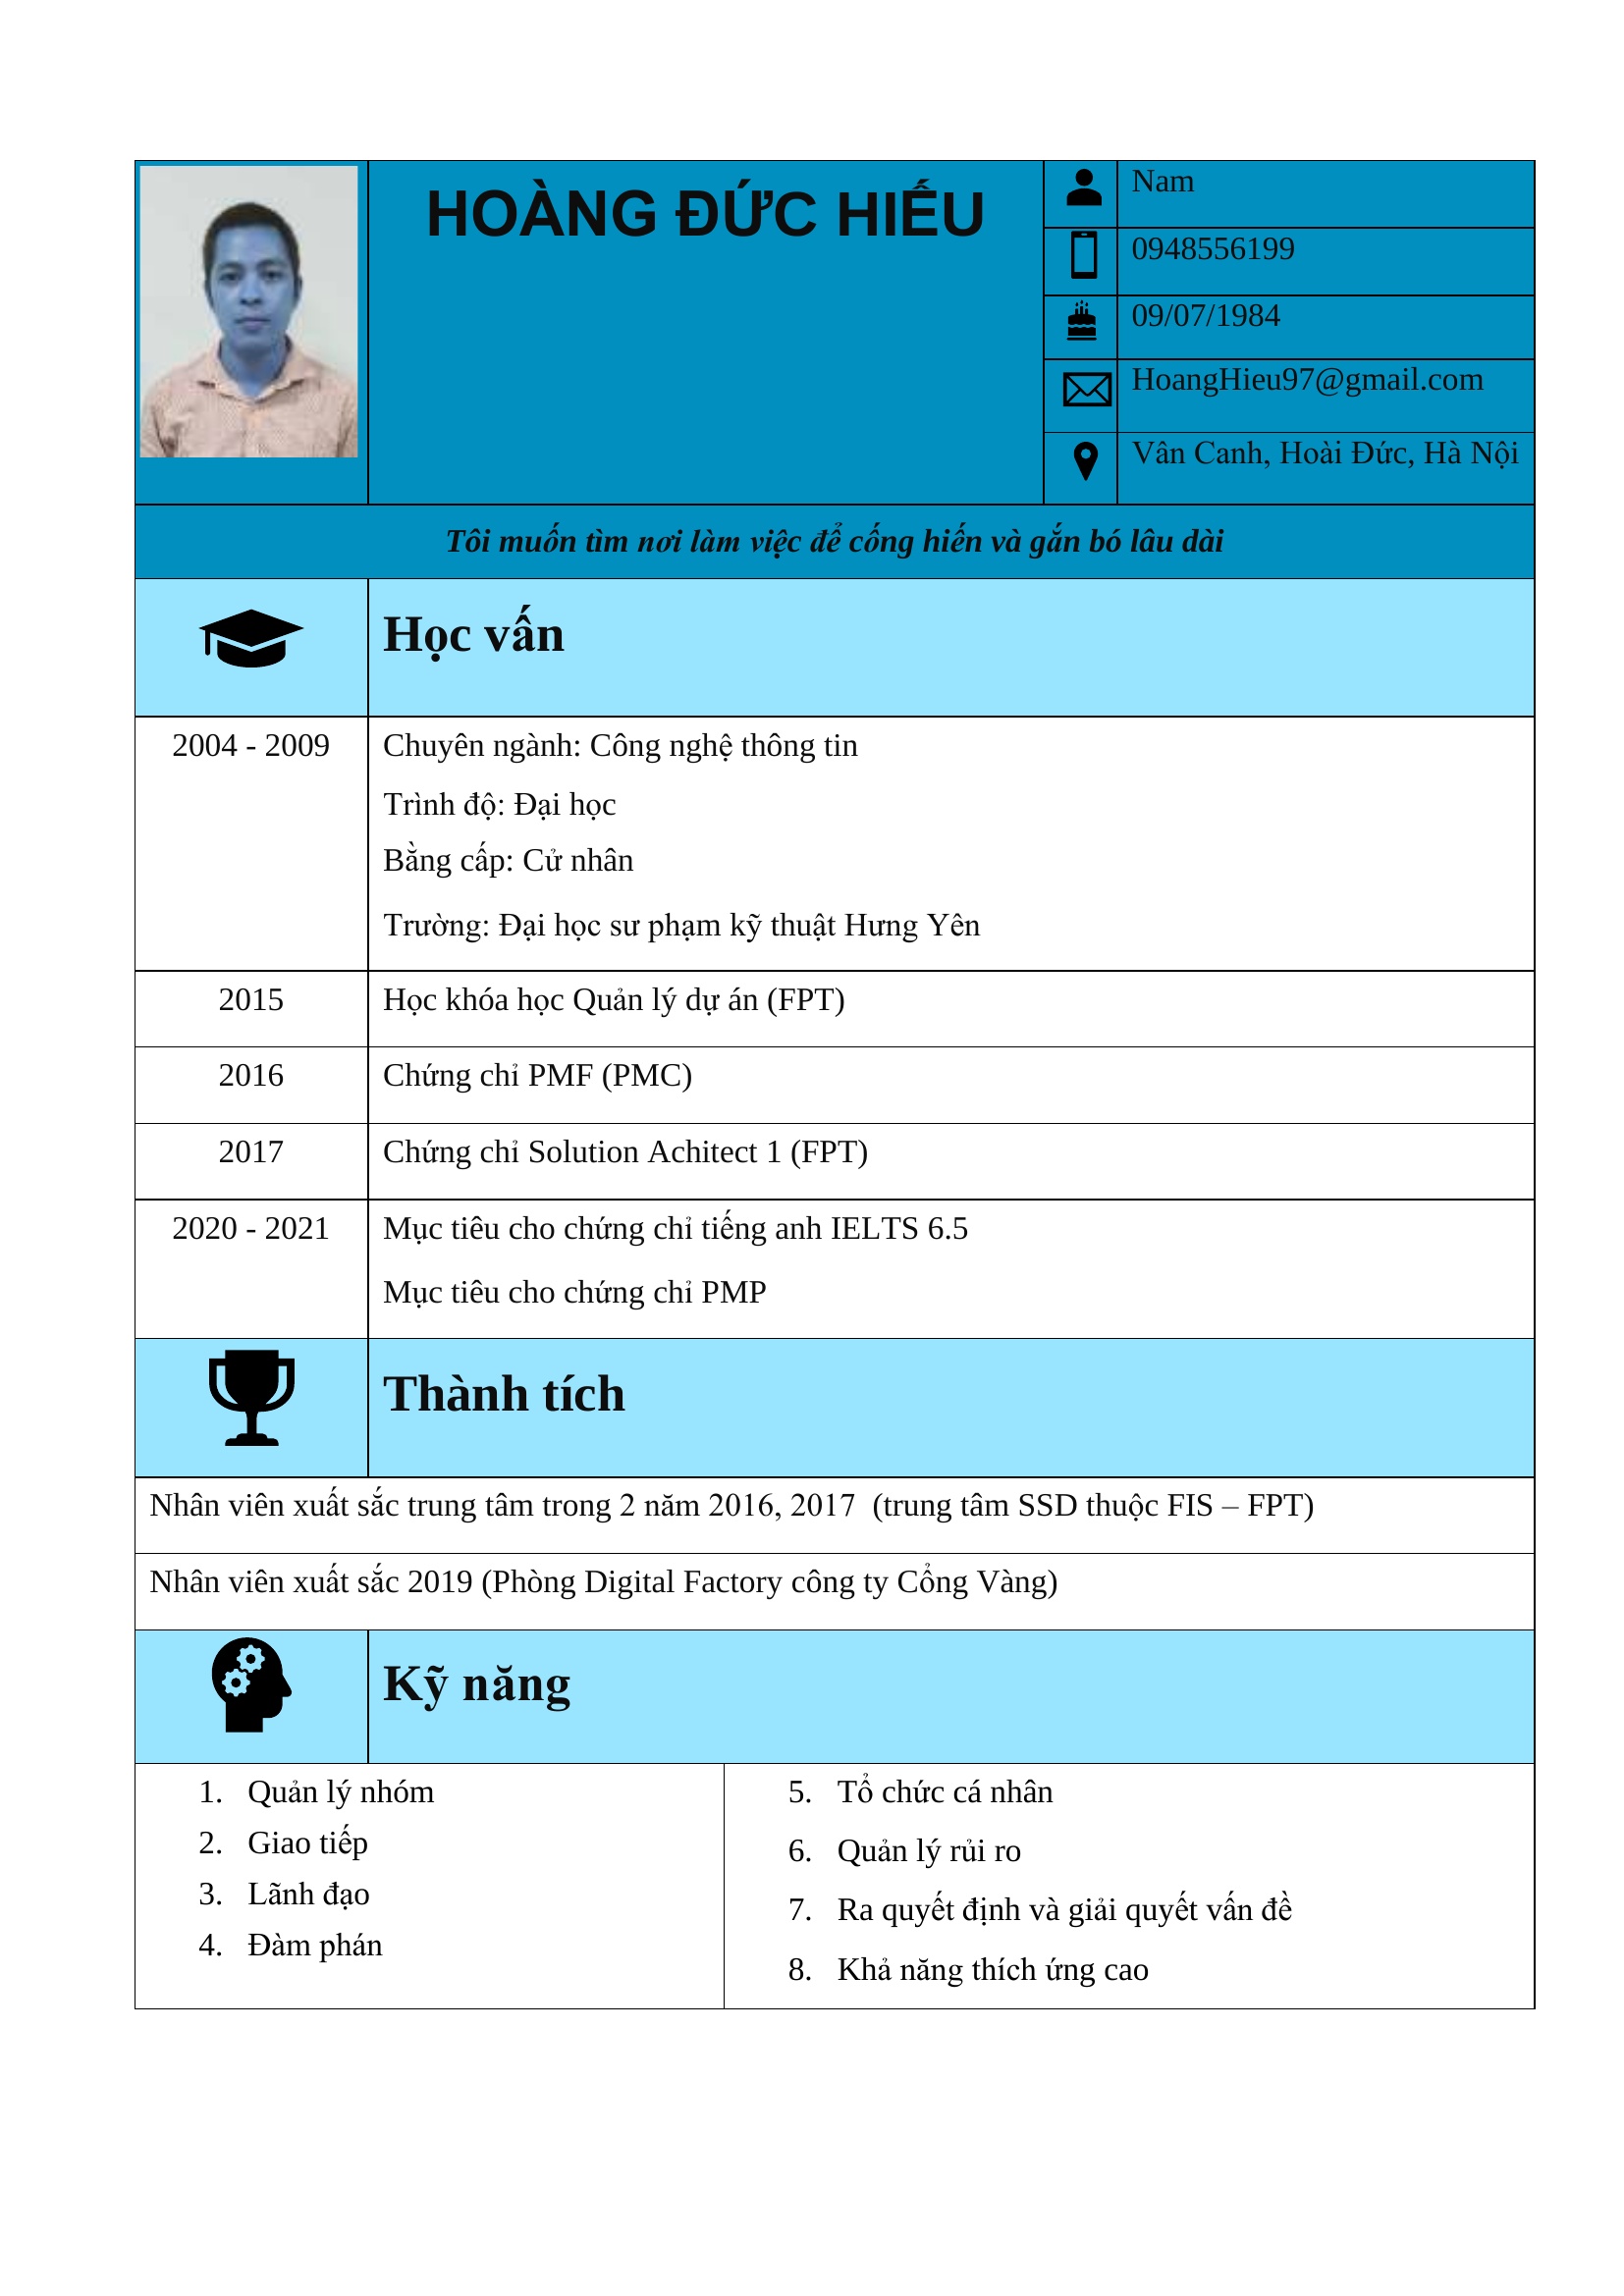 HOÀNG ĐỨC HIẾU
Nam
0948556199
09/07/1984
HoangHieu97@gmail.com
Vân Canh, Hoài Đức, Hà Nội
Tôi muốn tìm nơi làm việc để cống hiến và gắn bó lâu dài
Học vấn
2004 - 2009
Chuyên ngành: Công nghệ thông tin
Trình độ: Đại học
Bằng cấp: Cử nhân
Trường: Đại học sư phạm kỹ thuật Hưng Yên
2015 Học khóa học Quản lý dự án (FPT)
2016 Chứng chỉ PMF (PMC)
2017 Chứng chỉ Solution Achitect 1 (FPT)
2020 - 2021 Mục tiêu cho chứng chỉ tiếng anh IELTS 6.5
Mục tiêu cho chứng chỉ PMP
Thành tích
Nhân viên xuất sắc trung tâm trong 2 năm 2016, 2017 (trung tâm SSD thuộc FIS – FPT)
Nhân viên xuất sắc 2019 (Phòng Digital Factory công ty Cổng Vàng)
Kỹ năng
1. Quản lý nhóm
2. Giao tiếp
3. Lãnh đạo
4. Đàm phán
5. Tổ chức cá nhân
6. Quản lý rủi ro
7. Ra quyết định và giải quyết vấn đề
8. Khả năng thích ứng cao